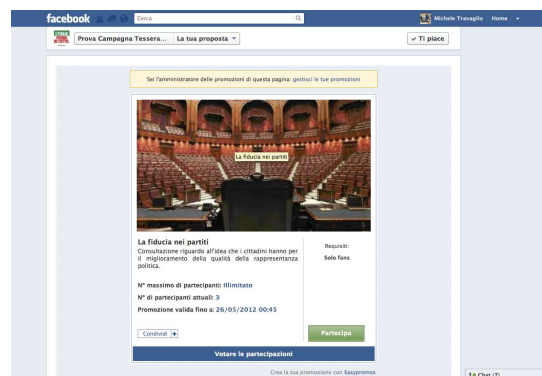 facebook Cerca Michele Travaglio Home
Prova Campagna Tessera... La tua proposta Ti piace
Sei l'amministratore delle promozioni di questa pagina: gestisci le tue promozioni
La fiducia nei partiti
La fiducia nei partiti
Consultazione riguardo all'idea che i cittadini hanno per
il miglioramento della qualità della rappresentanza
politica.
Requisiti:
Solo fans
N° massimo di partecipanti: Illimitato
N° di partecipanti attuali: 3
Promozione valida fino a: 26/05/2012 00:45
Condividi +
Partecipa
Votare le partecipazioni
Crea la tua promozione con Easypromos
Chat (7)